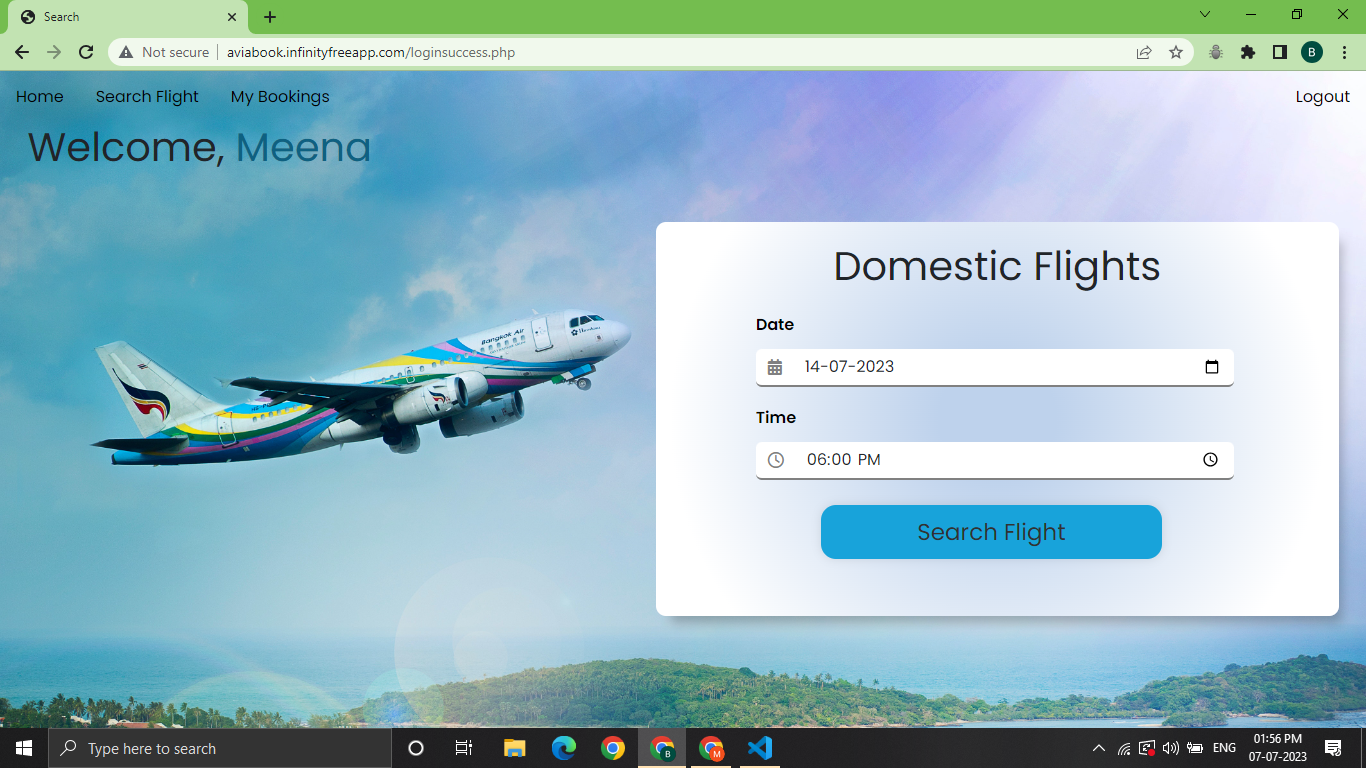 Search
Not secure
aviabook.infinityfreeapp.com/loginsuccess.php
B
Home
Search Flight
My Bookings
Logout
Welcome, Meena
Domestic Flights
Date
14-07-2023
Time
06:00 PM
Search Flight
Bangkok Air
Type here to search
B
M
ENG
01:56 PM
07-07-2023